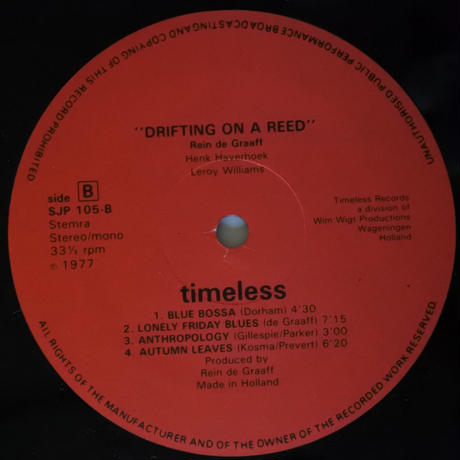 UNAUTHORISED PUBLIC PERFORMANCE BROADCASTING AND COPYING OF THIS RECORD PROHIBITED
"DRIFTING ON A REED"
Rein de Graaff
Henk Haverhoek
Leroy Williams
side B
SJP 105-B
Stemra
Stereo/mono
33⅓ rpm
℗ 1977
Timeless Records
a division of
Wim Wigt Productions
Wageningen
Holland
timeless
1. BLUE BOSSA (Dorham) 4'30
2. LONELY FRIDAY BLUES (de Graaff) 7'15
3. ANTHROPOLOGY (Gillespie/Parker) 3'00
4. AUTUMN LEAVES (Kosma/Prevert) 6'20
Produced by
Rein de Graaff
Made in Holland
ALL RIGHTS OF THE MANUFACTURER AND OF THE OWNER OF THE RECORDED WORK RESERVED.